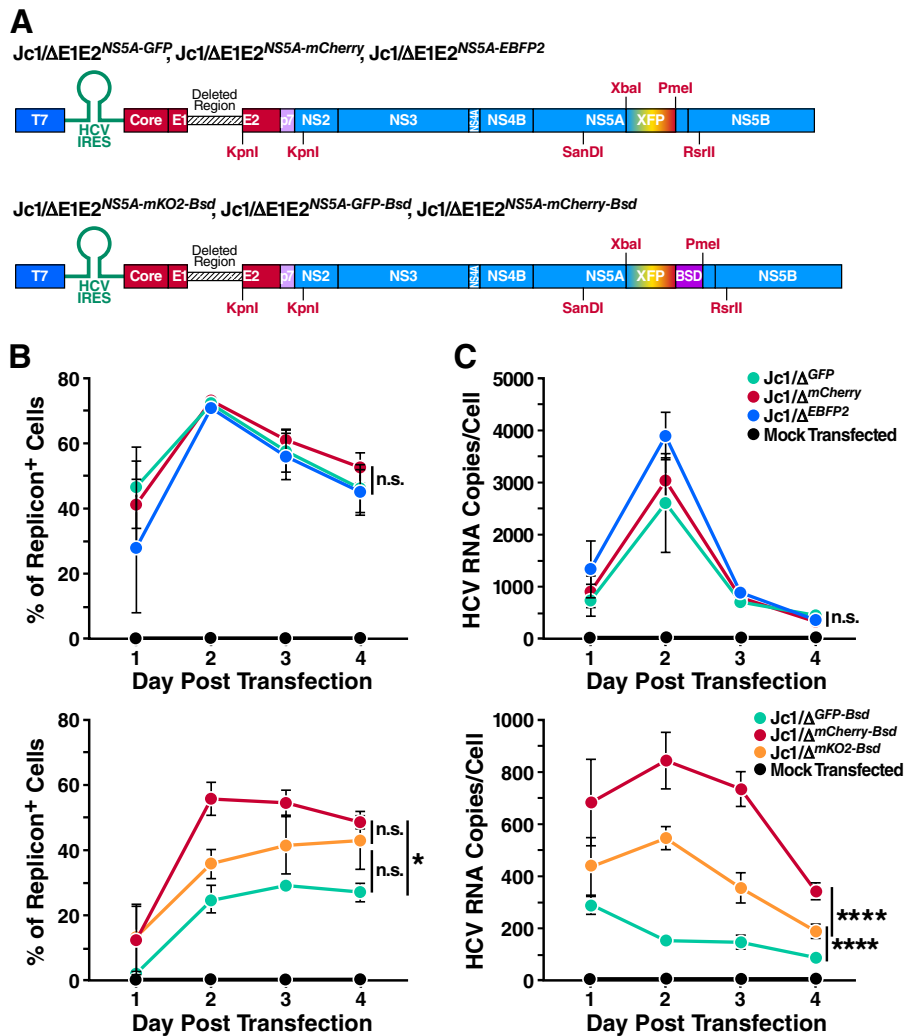 A
Jc1/ΔE1E2NS5A-GFP, Jc1/ΔE1E2NS5A-mCherry, Jc1/ΔE1E2NS5A-EBFP2
XbaI PmeI
Deleted
Region
T7 Core E1 E2 p7 NS2 NS3 NS4A NS4B NS5A XFP NS5B
HCV
IRES
KpnI KpnI SanDI RsrII
Jc1/ΔE1E2NS5A-mKO2-Bsd, Jc1/ΔE1E2NS5A-GFP-Bsd, Jc1/ΔE1E2NS5A-mCherry-Bsd
XbaI PmeI
Deleted
Region
T7 Core E1 E2 p7 NS2 NS3 NS4A NS4B NS5A XFP BSD NS5B
HCV
IRES
KpnI KpnI SanDI RsrII
B
% of Replicon+ Cells
80
60
40
20
0
n.s.
1 2 3 4
Day Post Transfection
% of Replicon+ Cells
80
60
40
20
0
n.s.
n.s.
*
1 2 3 4
Day Post Transfection
C
HCV RNA Copies/Cell
5000
4000
3000
2000
1000
0
Jc1/ΔGFP
Jc1/ΔmCherry
Jc1/ΔEBFP2
Mock Transfected
n.s.
1 2 3 4
Day Post Transfection
HCV RNA Copies/Cell
1000
800
600
400
200
0
Jc1/ΔGFP-Bsd
Jc1/ΔmCherry-Bsd
Jc1/ΔmKO2-Bsd
Mock Transfected
****
****
1 2 3 4
Day Post Transfection